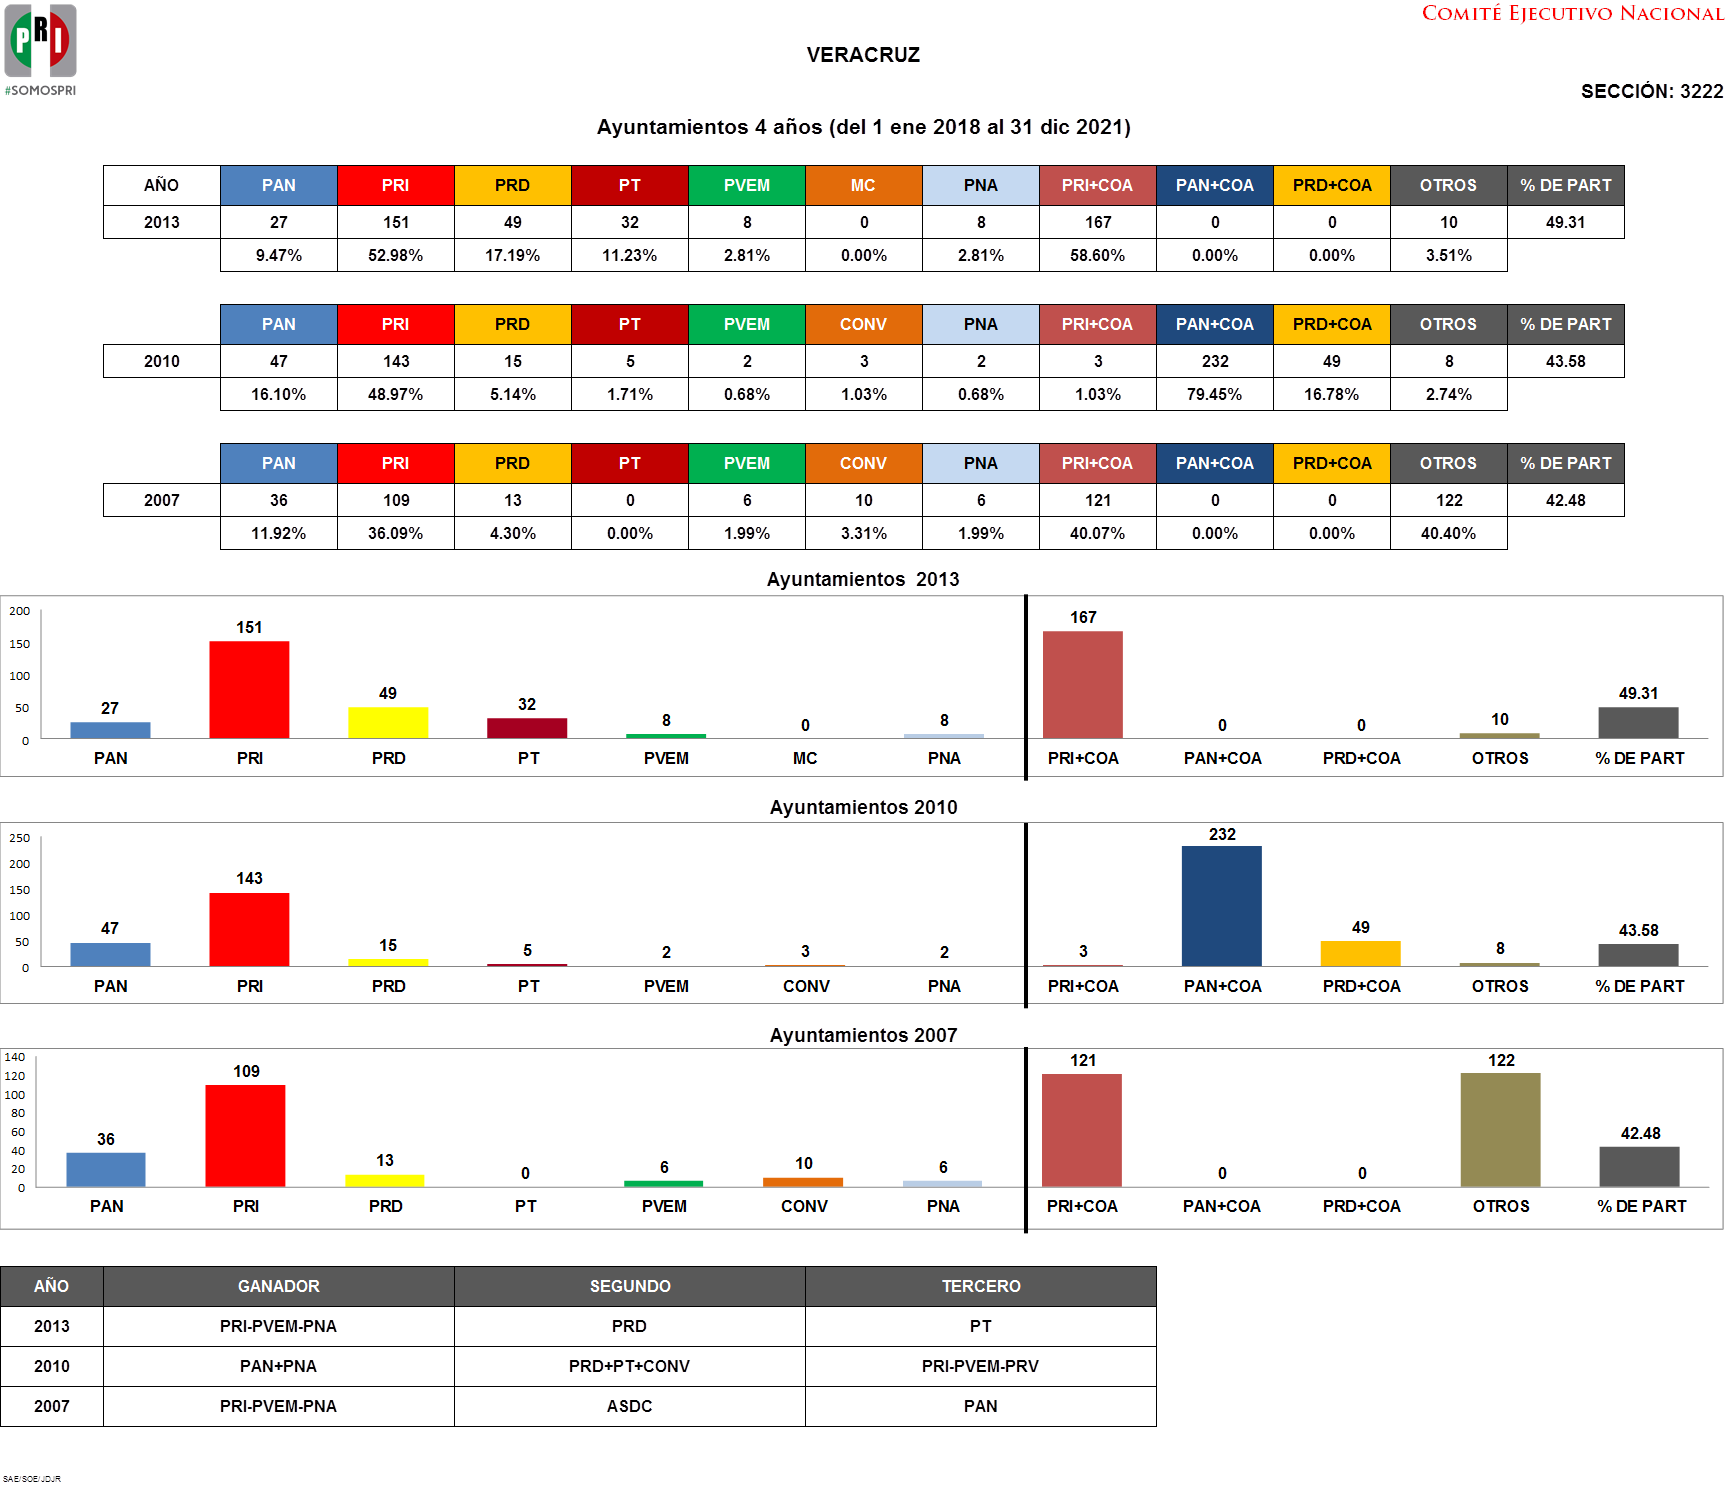 PRI
#SOMOSPRI
COMITÉ EJECUTIVO NACIONAL
VERACRUZ
SECCIÓN: 3222
Ayuntamientos 4 años (del 1 ene 2018 al 31 dic 2021)
AÑO PAN PRI PRD PT PVEM MC PNA PRI+COA PAN+COA PRD+COA OTROS % DE PART
2013 27 151 49 32 8 0 8 167 0 0 10 49.31
9.47% 52.98% 17.19% 11.23% 2.81% 0.00% 2.81% 58.60% 0.00% 0.00% 3.51%
PAN PRI PRD PT PVEM CONV PNA PRI+COA PAN+COA PRD+COA OTROS % DE PART
2010 47 143 15 5 2 3 2 3 232 49 8 43.58
16.10% 48.97% 5.14% 1.71% 0.68% 1.03% 0.68% 1.03% 79.45% 16.78% 2.74%
PAN PRI PRD PT PVEM CONV PNA PRI+COA PAN+COA PRD+COA OTROS % DE PART
2007 36 109 13 0 6 10 6 121 0 0 122 42.48
11.92% 36.09% 4.30% 0.00% 1.99% 3.31% 1.99% 40.07% 0.00% 0.00% 40.40%
Ayuntamientos 2013
200
150
100
50
0
27 151 49 32 8 0 8 167 0 0 10 49.31
PAN PRI PRD PT PVEM MC PNA PRI+COA PAN+COA PRD+COA OTROS % DE PART
Ayuntamientos 2010
250
200
150
100
50
0
47 143 15 5 2 3 2 3 232 49 8 43.58
PAN PRI PRD PT PVEM CONV PNA PRI+COA PAN+COA PRD+COA OTROS % DE PART
Ayuntamientos 2007
140
120
100
80
60
40
20
0
36 109 13 0 6 10 6 121 0 0 122 42.48
PAN PRI PRD PT PVEM CONV PNA PRI+COA PAN+COA PRD+COA OTROS % DE PART
AÑO GANADOR SEGUNDO TERCERO
2013 PRI-PVEM-PNA PRD PT
2010 PAN+PNA PRD+PT+CONV PRI-PVEM-PRV
2007 PRI-PVEM-PNA ASDC PAN
SAE/SOE/JDJR